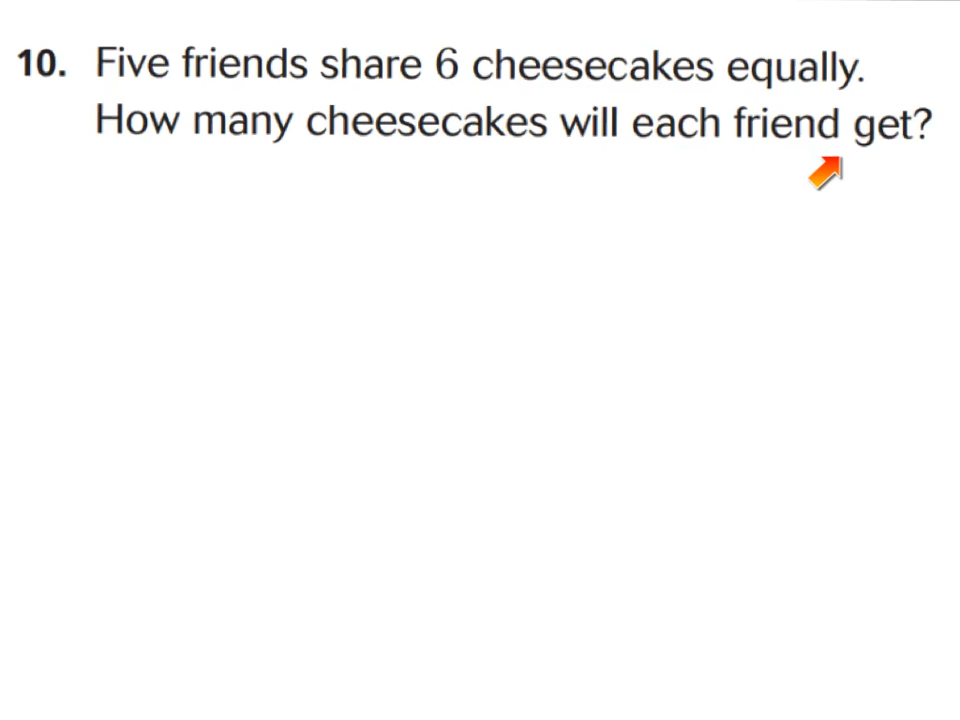 10. Five friends share 6 cheesecakes equally.
How many cheesecakes will each friend get?